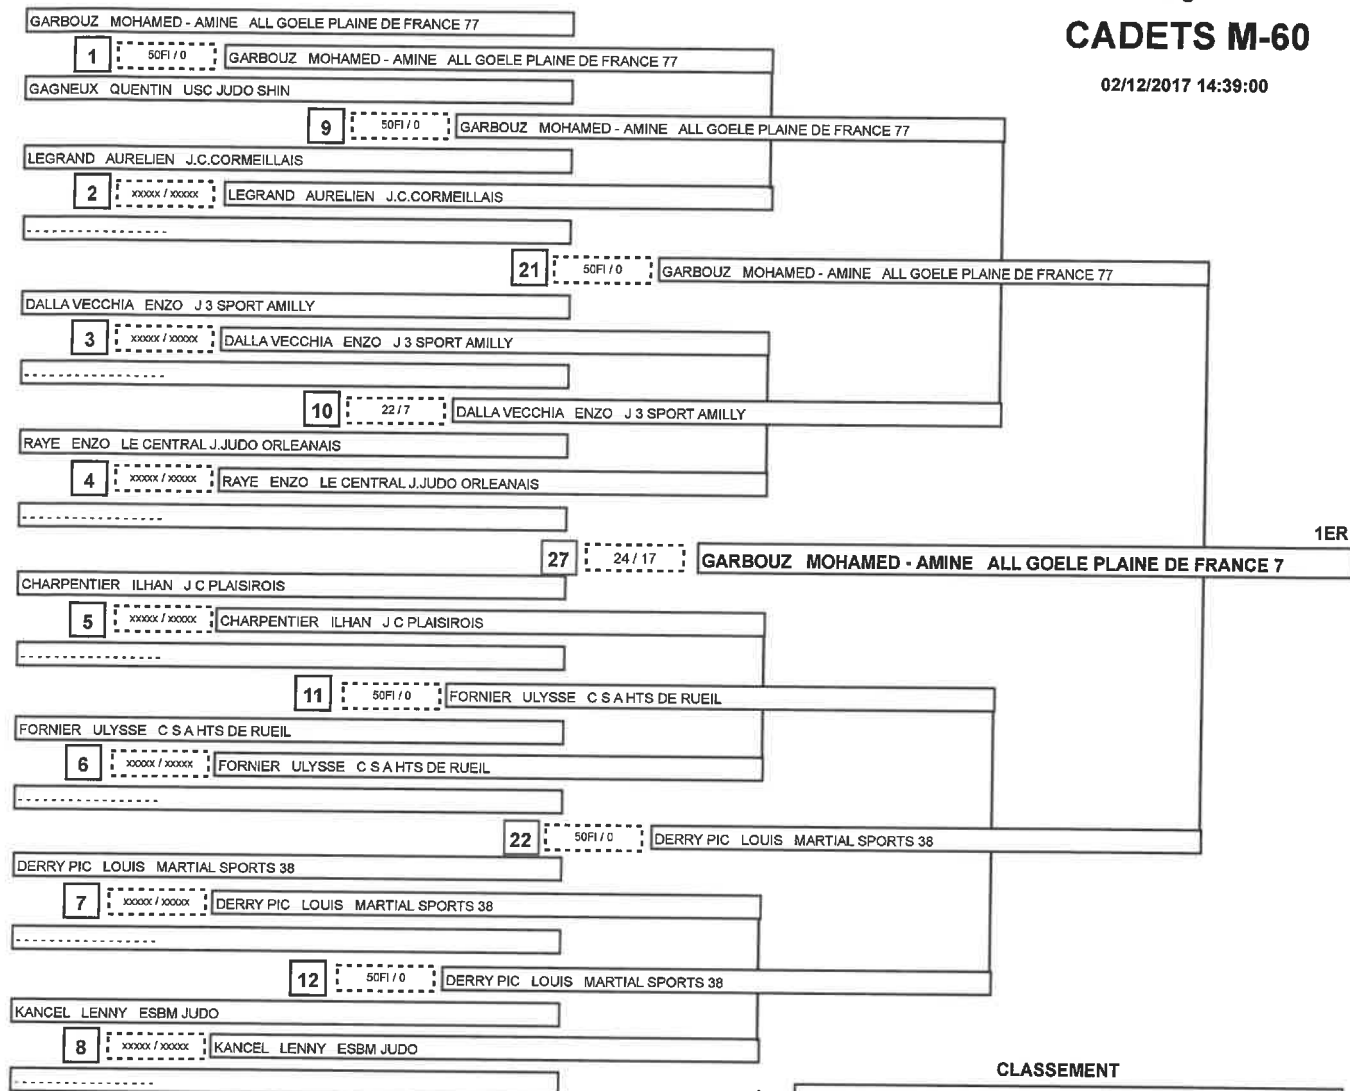 CADETS M-60
02/12/2017 14:39:00
GARBOUZ MOHAMED - AMINE ALL GOELE PLAINE DE FRANCE 77
1 50FI / 0 GARBOUZ MOHAMED - AMINE ALL GOELE PLAINE DE FRANCE 77
GAGNEUX QUENTIN USC JUDO SHIN
9 50FI / 0 GARBOUZ MOHAMED - AMINE ALL GOELE PLAINE DE FRANCE 77
LEGRAND AURELIEN J.C.CORMEILLAIS
2 xxxxx / xxxxx LEGRAND AURELIEN J.C.CORMEILLAIS
----------------
21 50FI / 0 GARBOUZ MOHAMED - AMINE ALL GOELE PLAINE DE FRANCE 77
DALLA VECCHIA ENZO J 3 SPORT AMILLY
3 xxxxx / xxxxx DALLA VECCHIA ENZO J 3 SPORT AMILLY
----------------
10 22 / 7 DALLA VECCHIA ENZO J 3 SPORT AMILLY
RAYE ENZO LE CENTRAL J.JUDO ORLEANAIS
4 xxxxx / xxxxx RAYE ENZO LE CENTRAL J.JUDO ORLEANAIS
----------------
1ER
27 24 / 17 GARBOUZ MOHAMED - AMINE ALL GOELE PLAINE DE FRANCE 7
CHARPENTIER ILHAN J C PLAISIROIS
5 xxxxx / xxxxx CHARPENTIER ILHAN J C PLAISIROIS
----------------
11 50FI / 0 FORNIER ULYSSE C S A HTS DE RUEIL
FORNIER ULYSSE C S A HTS DE RUEIL
6 xxxxx / xxxxx FORNIER ULYSSE C S A HTS DE RUEIL
----------------
22 50FI / 0 DERRY PIC LOUIS MARTIAL SPORTS 38
DERRY PIC LOUIS MARTIAL SPORTS 38
7 xxxxx / xxxxx DERRY PIC LOUIS MARTIAL SPORTS 38
----------------
12 50FI / 0 DERRY PIC LOUIS MARTIAL SPORTS 38
KANCEL LENNY ESBM JUDO
8 xxxxx / xxxxx KANCEL LENNY ESBM JUDO
----------------
CLASSEMENT